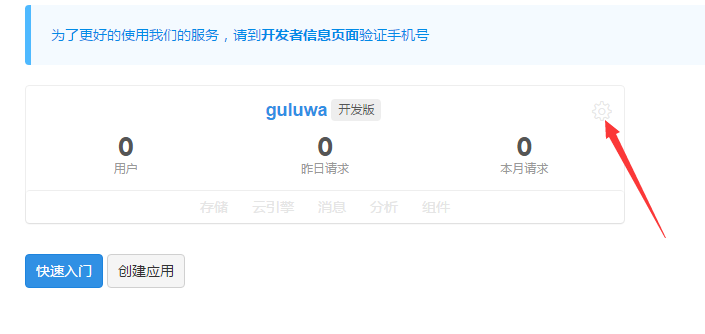 为了更好的使用我们的服务，请到开发者信息页面验证手机号
guluwa 开发版
0 0 0
用户 昨日请求 本月请求
存储 云引擎 消息 分析 组件
快速入门 创建应用